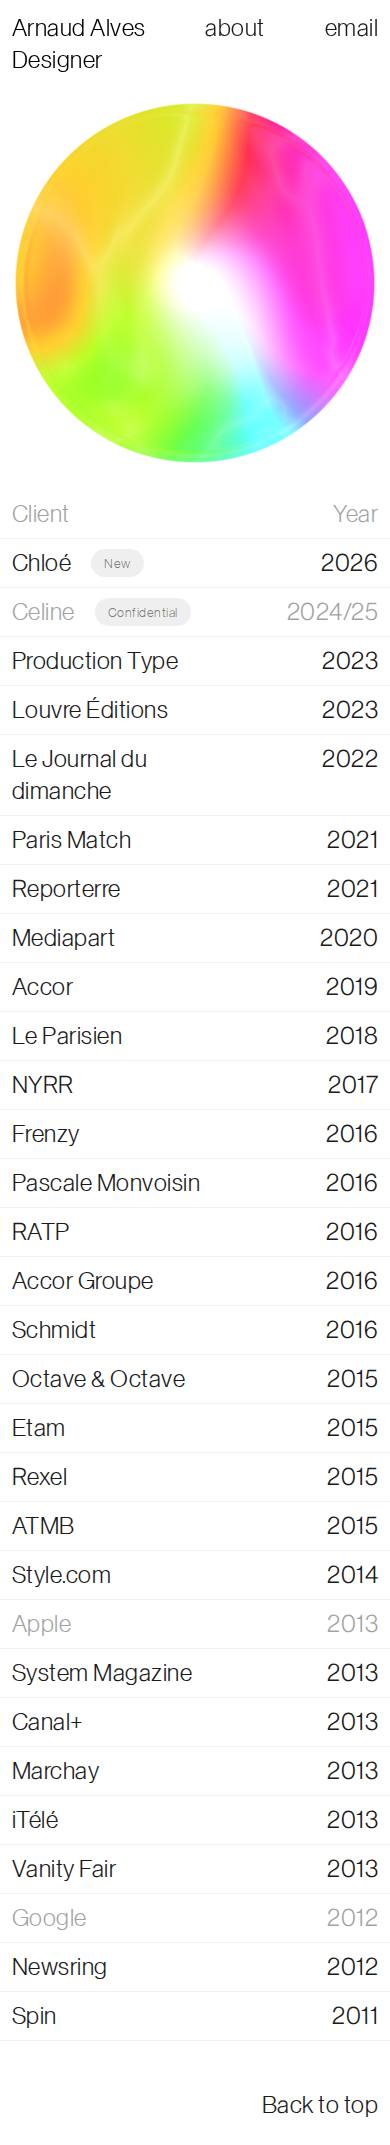 Arnaud Alves about email
Designer
Client Year
Chloé New 2026
Celine Confidential 2024/25
Production Type 2023
Louvre Éditions 2023
Le Journal du 2022
dimanche
Paris Match 2021
Reporterre 2021
Mediapart 2020
Accor 2019
Le Parisien 2018
NYRR 2017
Frenzy 2016
Pascale Monvoisin 2016
RATP 2016
Accor Groupe 2016
Schmidt 2016
Octave & Octave 2015
Etam 2015
Rexel 2015
ATMB 2015
Style.com 2014
Apple 2013
System Magazine 2013
Canal+ 2013
Marchay 2013
iTélé 2013
Vanity Fair 2013
Google 2012
Newsring 2012
Spin 2011
Back to top